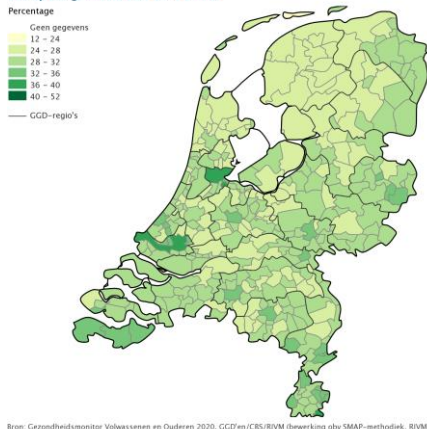 Percentage
Geen gegevens
12 - 24
24 - 28
28 - 32
32 - 36
36 - 40
40 - 52
GGD-regio's
Bron: Gezondheidsmonitor Volwassenen en Ouderen 2020, GGD'en/CBS/RIVM (bewerking gbv SMAP-methodiek, RIVM